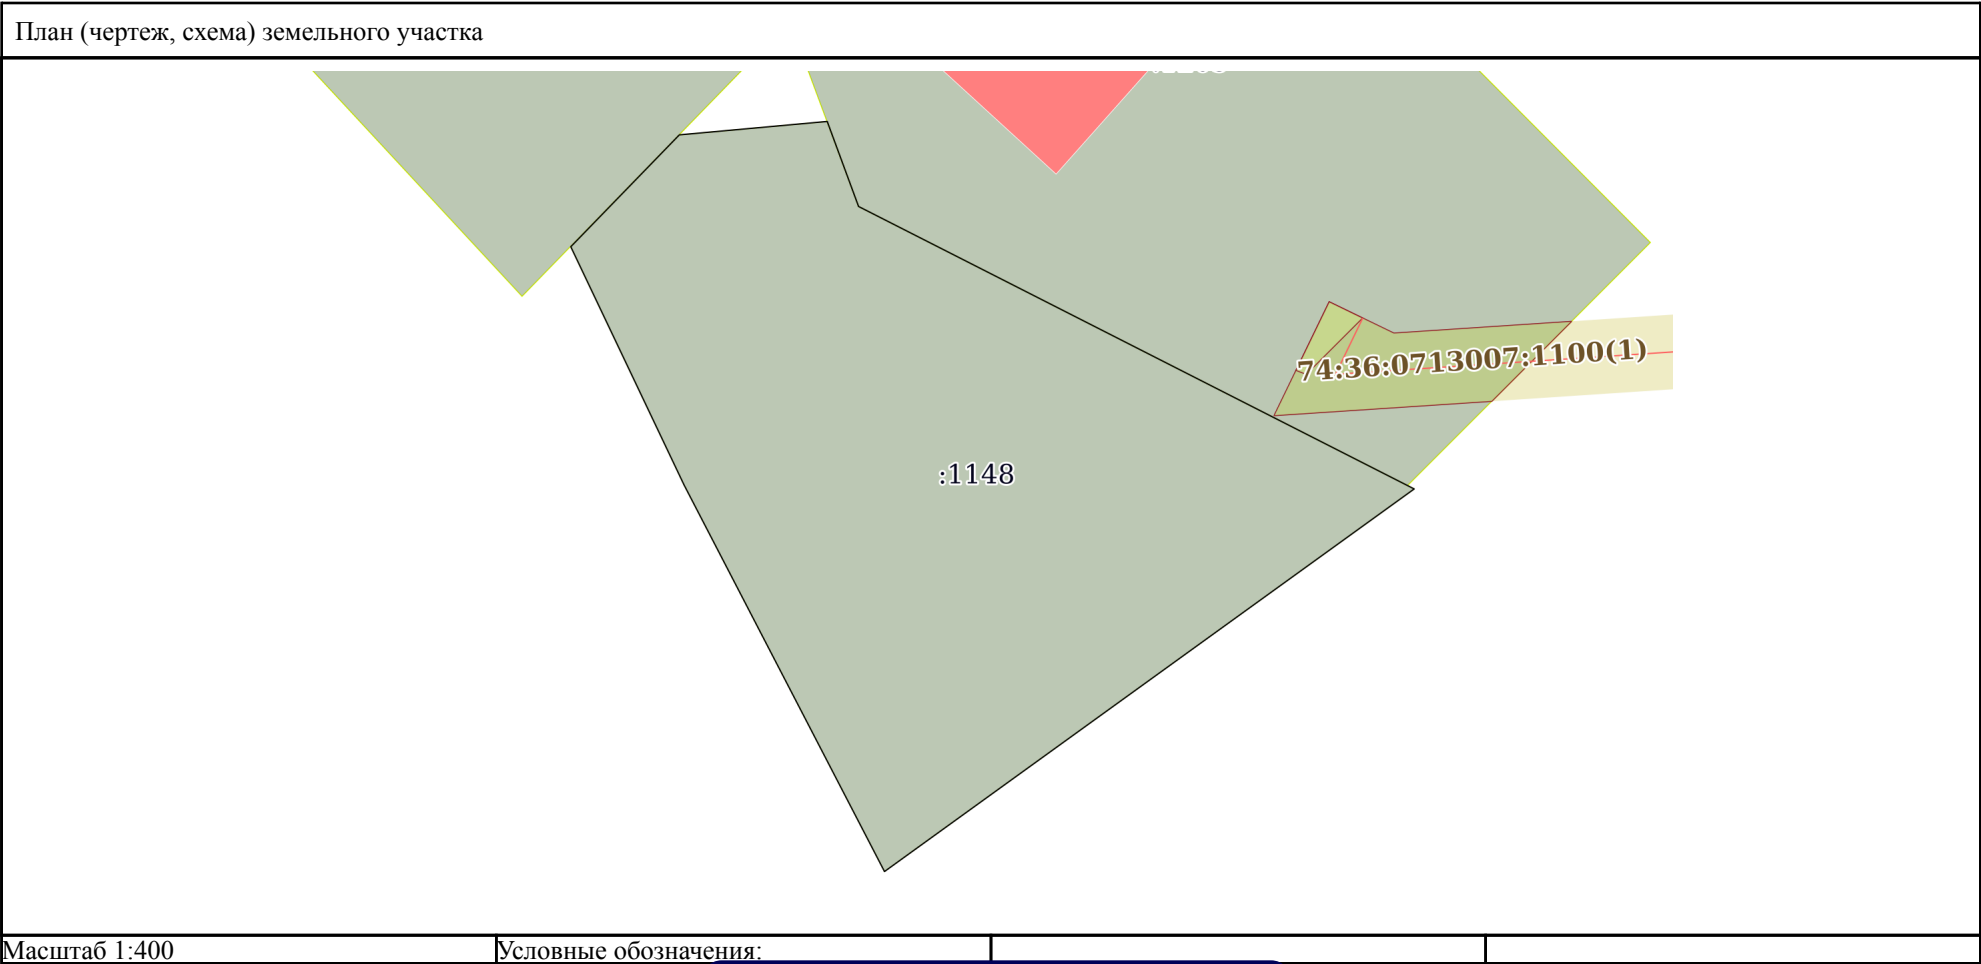 План (чертеж, схема) земельного участка
74:36:0713007:1100(1)
:1148
Масштаб 1:400
Условные обозначения: